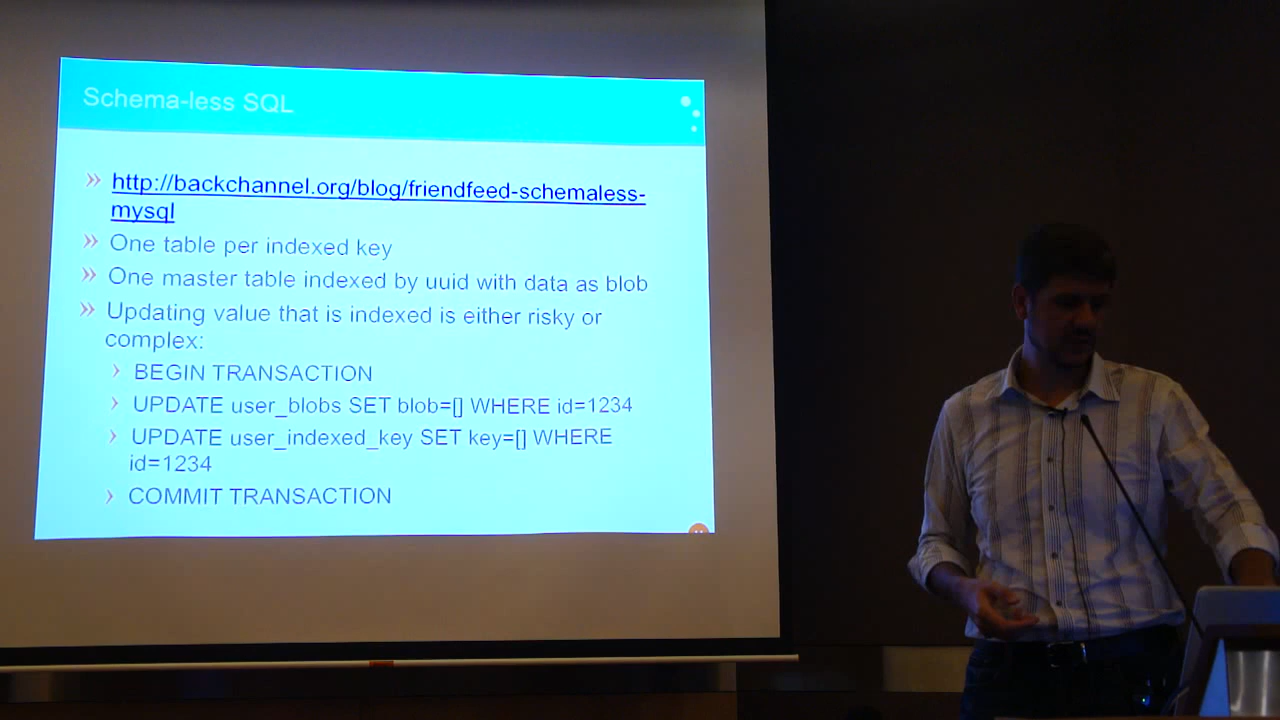 Schema-less SQL
http://backchannel.org/blog/friendfeed-schemaless-
mysql
One table per indexed key
One master table indexed by uuid with data as blob
Updating value that is indexed is either risky or
complex:
BEGIN TRANSACTION
UPDATE user_blobs SET blob=[] WHERE id=1234
UPDATE user_indexed_key SET key=[] WHERE
id=1234
COMMIT TRANSACTION